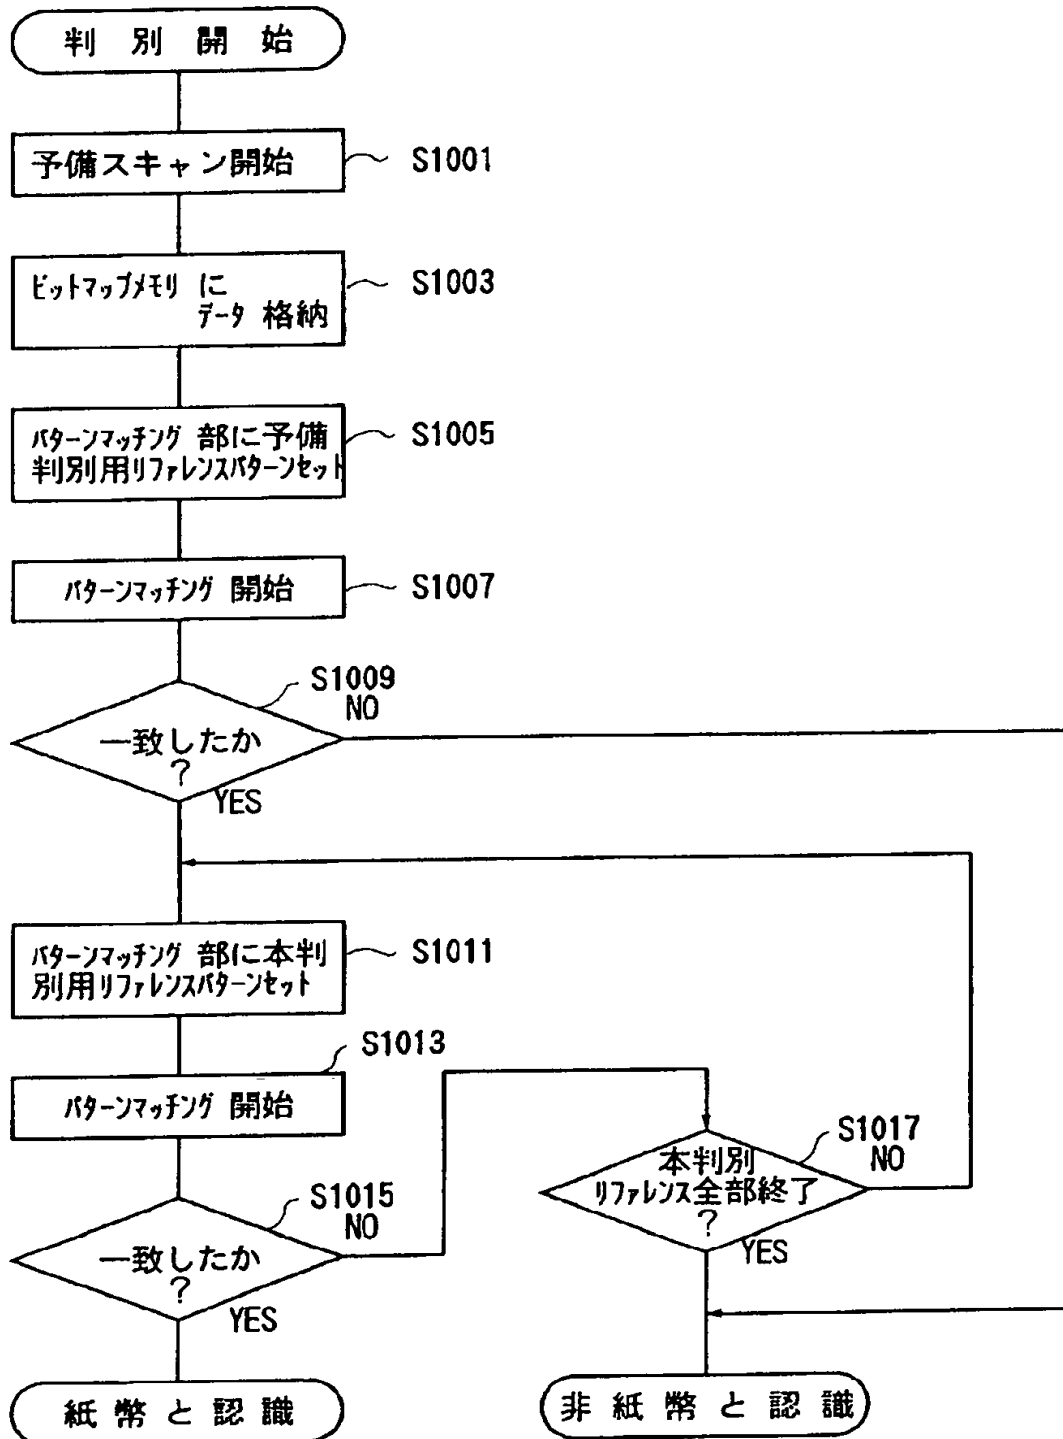 判別開始
予備スキャン開始
S1001
ビットマップメモリ に
データ 格納
S1003
パターンマッチング 部に予備
判別用リファレンスパターンセット
S1005
パターンマッチング 開始
S1007
S1009
NO
一致したか
?
YES
パターンマッチング 部に本判
別用リファレンスパターンセット
S1011
S1013
パターンマッチング 開始
S1015
NO
一致したか
?
YES
S1017
NO
本判別
リファレンス全部終了
?
YES
紙幣と認識
非紙幣と認識